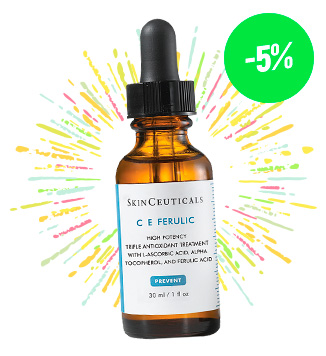 -5%
SKINCEUTICALS
C E FERULIC
HIGH POTENCY
TRIPLE ANTIOXIDANT TREATMENT
WITH L-ASCORBIC ACID, ALPHA
TOCOPHEROL, AND FERULIC ACID
PREVENT
30 ml / 1 fl oz